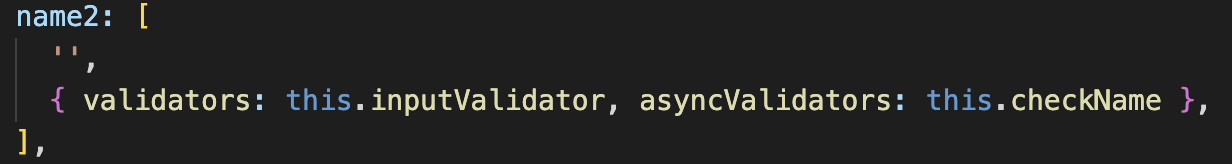 name2: [
'',
{ validators: this.inputValidator, asyncValidators: this.checkName },
],